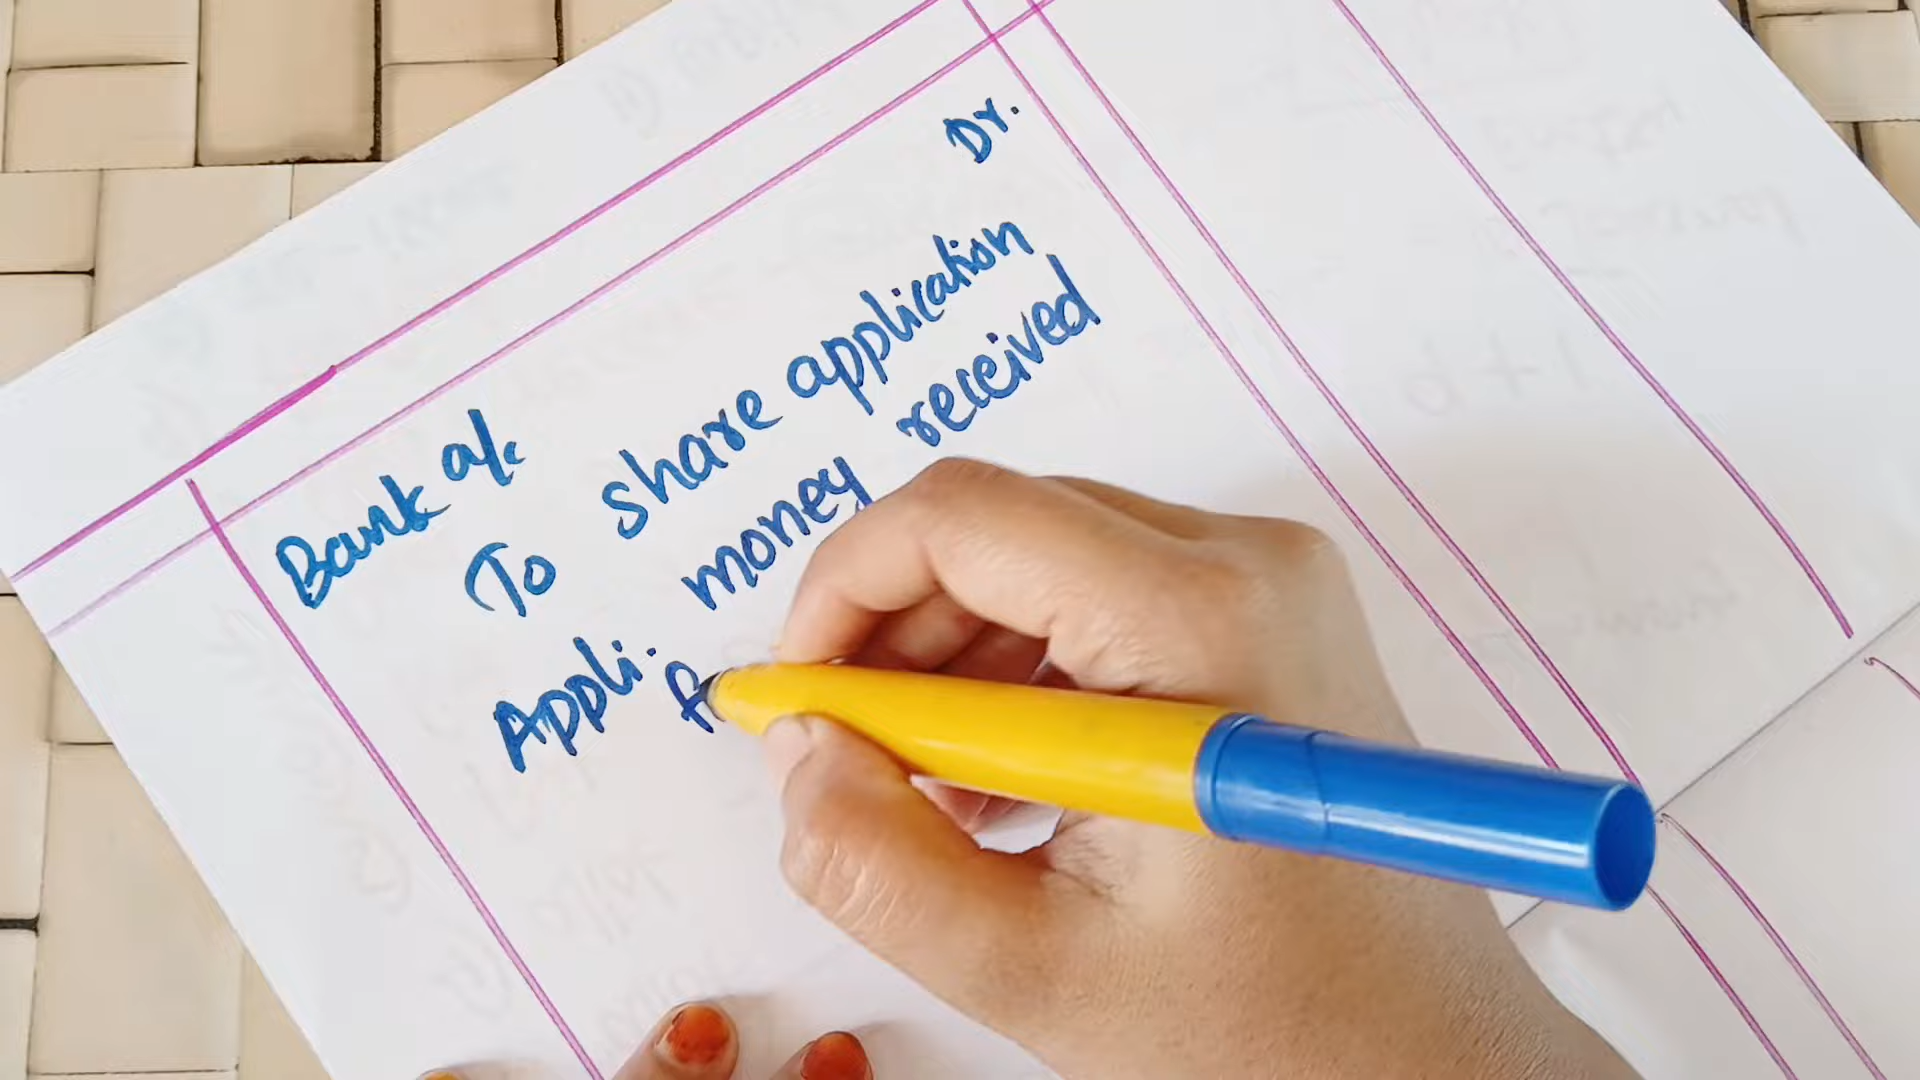 Bank a/c Dr.
To share application
Appli. money received